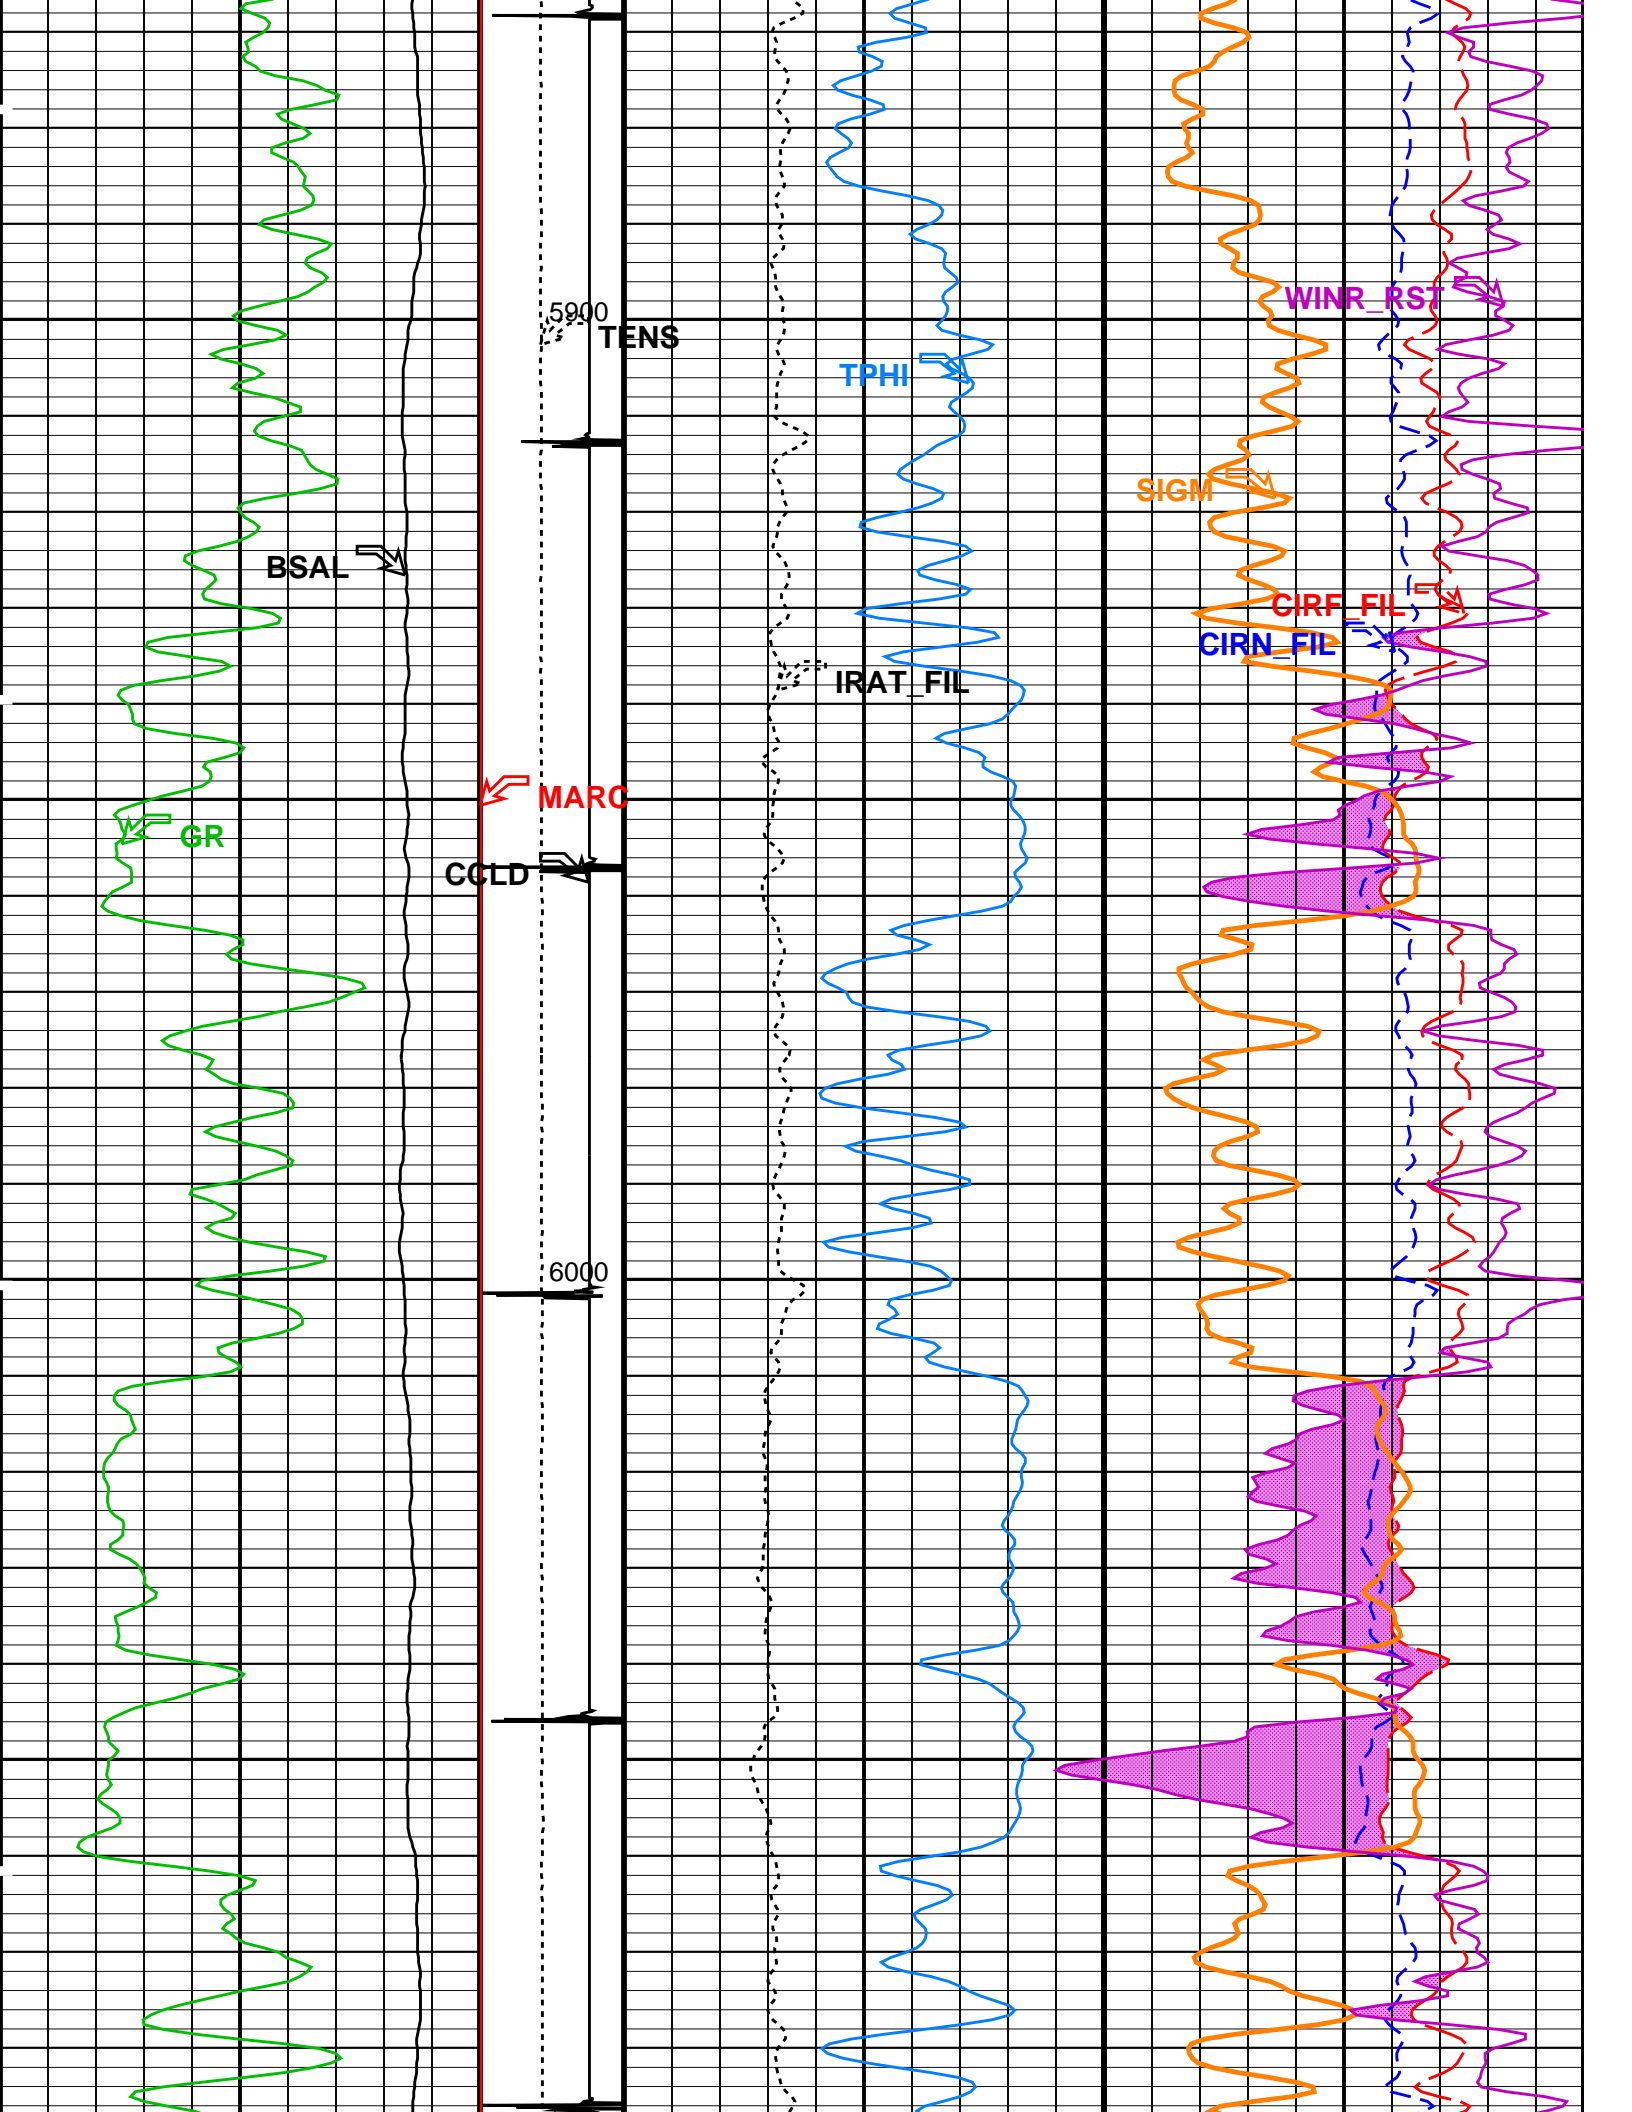 WINR_RST
5900
TENS
TPHI
SIGM
BSAL
CIRF_FIL
CIRN_FIL
IRAT_FIL
MARC
GR
CCLD
6000